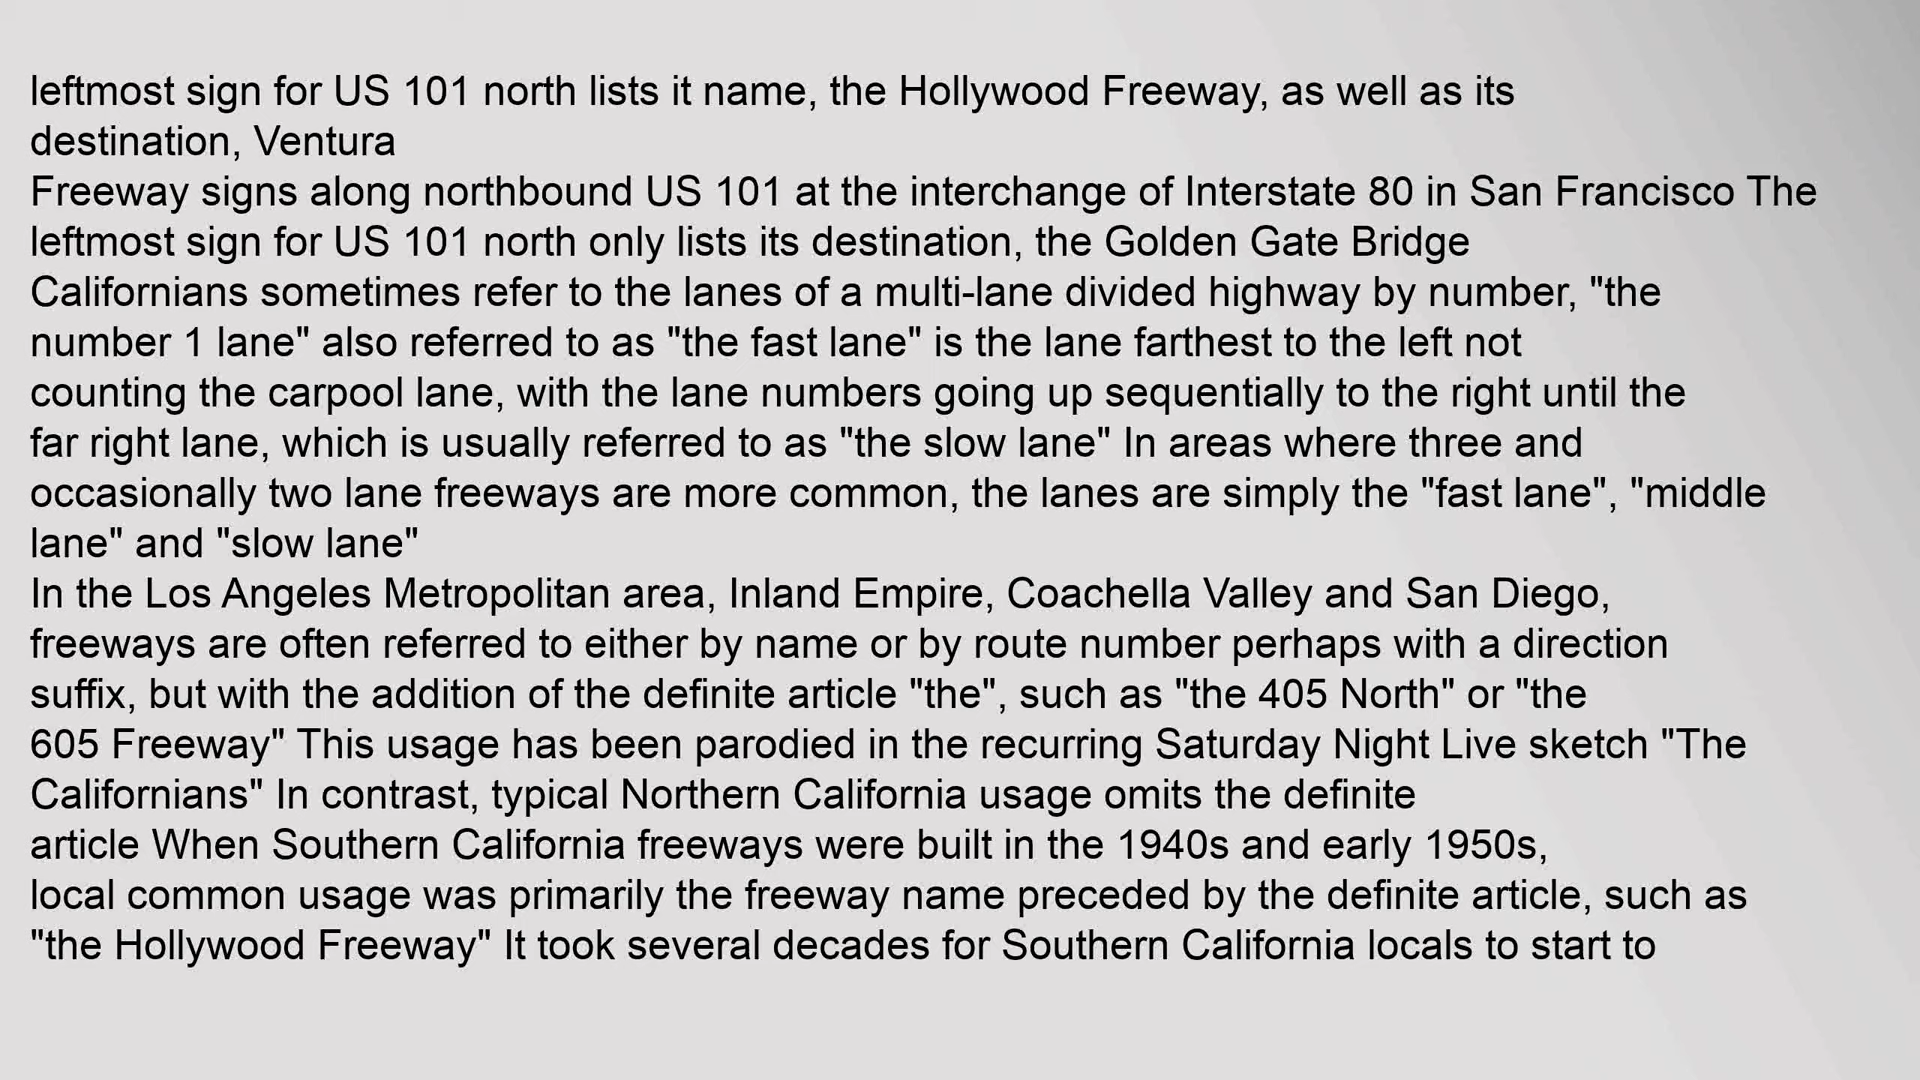 leftmost sign for US 101 north lists it name, the Hollywood Freeway, as well as its
destination, Ventura
Freeway signs along northbound US 101 at the interchange of Interstate 80 in San Francisco The
leftmost sign for US 101 north only lists its destination, the Golden Gate Bridge
Californians sometimes refer to the lanes of a multi-lane divided highway by number, "the
number 1 lane" also referred to as "the fast lane" is the lane farthest to the left not
counting the carpool lane, with the lane numbers going up sequentially to the right until the
far right lane, which is usually referred to as "the slow lane" In areas where three and
occasionally two lane freeways are more common, the lanes are simply the "fast lane", "middle
lane" and "slow lane"
In the Los Angeles Metropolitan area, Inland Empire, Coachella Valley and San Diego,
freeways are often referred to either by name or by route number perhaps with a direction
suffix, but with the addition of the definite article "the", such as "the 405 North" or "the
605 Freeway" This usage has been parodied in the recurring Saturday Night Live sketch "The
Californians" In contrast, typical Northern California usage omits the definite
article When Southern California freeways were built in the 1940s and early 1950s,
local common usage was primarily the freeway name preceded by the definite article, such as
"the Hollywood Freeway" It took several decades for Southern California locals to start to